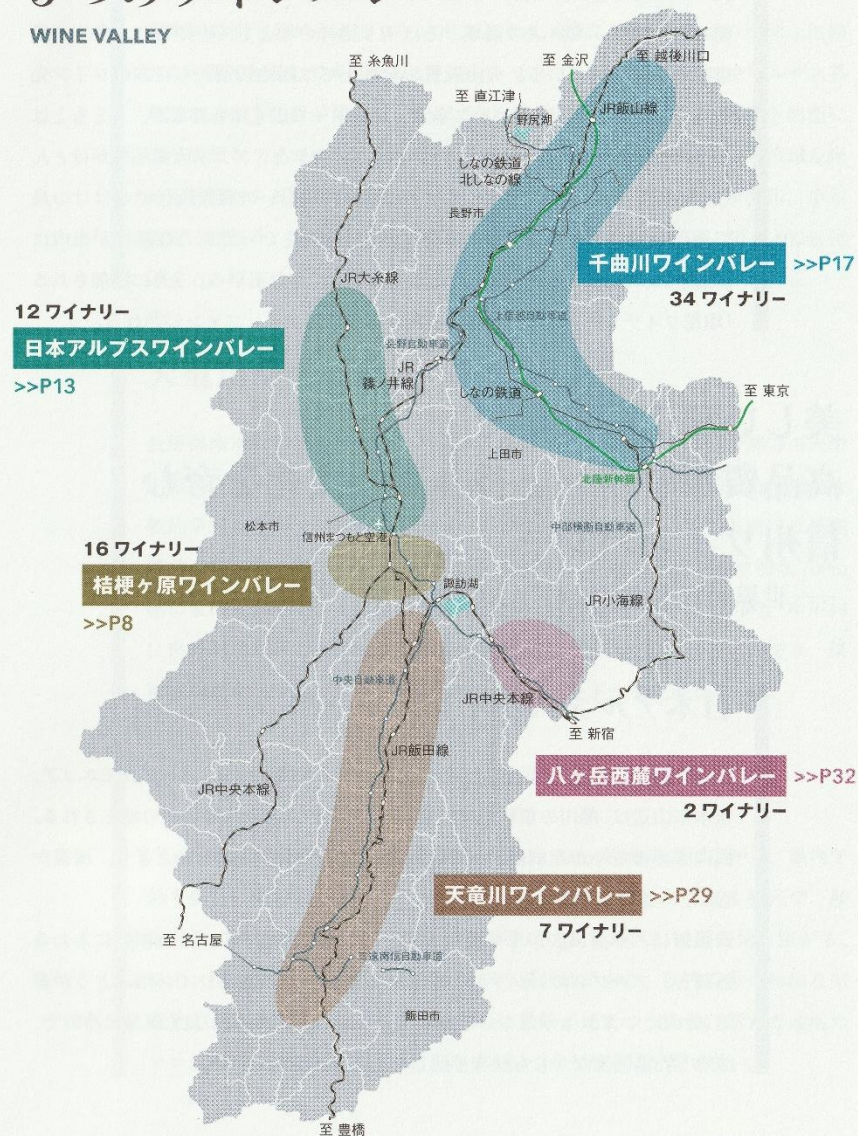 WINE VALLEY
至 糸魚川
至 金沢
至 越後川口
至 直江津
野尻湖
JR飯山線
しなの鉄道
北しなの線
長野市
千曲川ワインバレー >>P17
34 ワイナリー
JR大糸線
12 ワイナリー
日本アルプスワインバレー
>>P13
上信越自動車道
長野自動車道
JR
篠ノ井線
しなの鉄道
至 東京
上田市
北陸新幹線
松本市
信州まつもと空港
中部横断自動車道
16 ワイナリー
桔梗ヶ原ワインバレー
>>P8
諏訪湖
JR小海線
中央自動車道
JR中央本線
至 新宿
JR飯田線
八ヶ岳西麓ワインバレー >>P32
2 ワイナリー
JR中央本線
天竜川ワインバレー >>P29
7 ワイナリー
至 名古屋
三遠南信自動車道
飯田市
至 豊橋